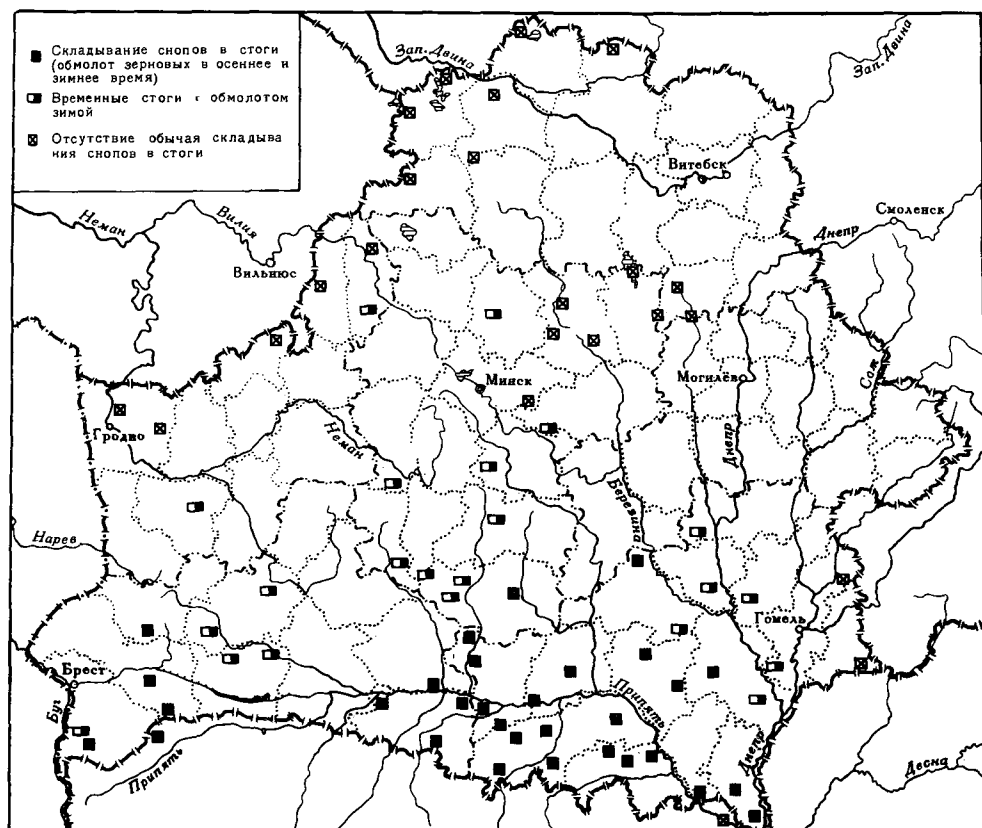 Складывание снопов в стоги
(обмолот зерновых в осеннее и
зимнее время)
Временные стоги с обмолотом
зимой
Отсутствие обычая складыва
ния снопов в стоги
Зап. Двина
Зап. Двина
Витебск
Смоленск
Днепр
Неман
Вилия
Вильнюс
Минск
Могилёв
Сож
Гродно
Неман
Днепр
Березина
Нарев
Гомель
Брест
Буг
Припять
Припять
Днепр
Десна